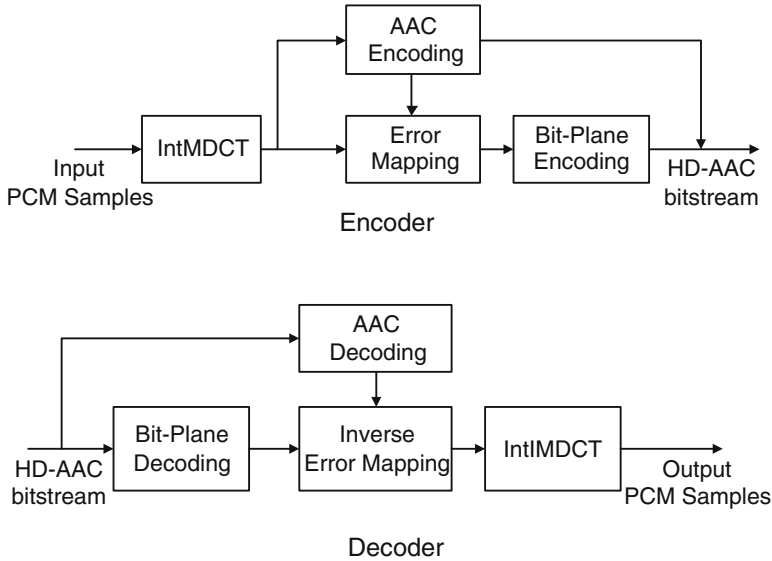 AAC
Encoding
IntMDCT
Error
Mapping
Bit-Plane
Encoding
Input
PCM Samples
HD-AAC
bitstream
Encoder
AAC
Decoding
Bit-Plane
Decoding
Inverse
Error Mapping
IntIMDCT
HD-AAC
bitstream
Output
PCM Samples
Decoder